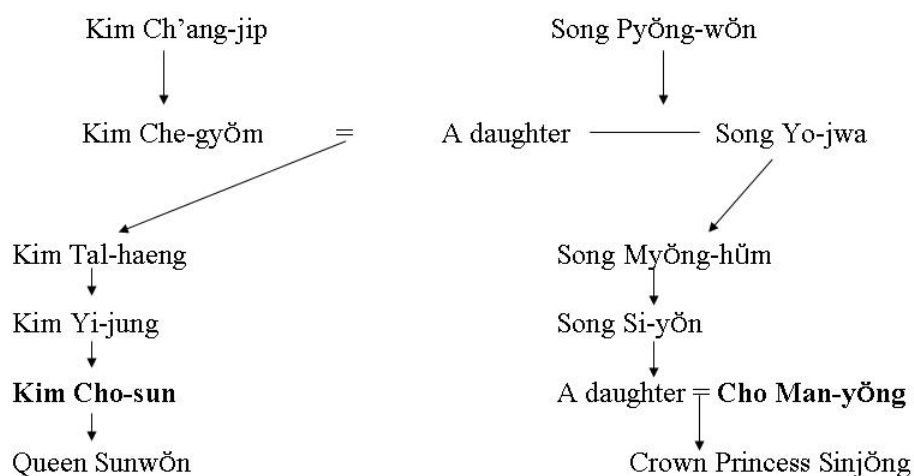 Kim Ch’ang-jip Song PyŎng-wŎn
Kim Che-gyŎm = A daughter Song Yo-jwa
Kim Tal-haeng Song MyŎng-hŬm
Kim Yi-jung Song Si-yŎn
Kim Cho-sun A daughter = Cho Man-yŎng
Queen SunwŎn Crown Princess SinjŎng